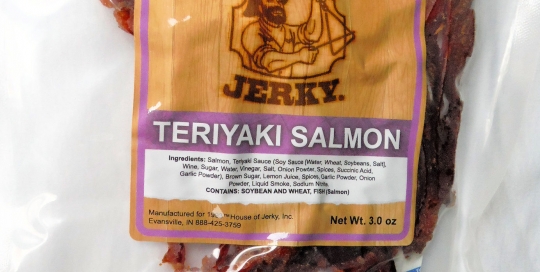 JERKY.
TERIYAKI SALMON
Ingredients: Salmon, Teriyaki Sauce (Soy Sauce [Water, Wheat, Soybeans, Salt],
Wine, Sugar, Water, Vinegar, Salt, Onion Powder, Spices, Succinic Acid,
Garlic Powder), Brown Sugar, Lemon Juice, Spices, Garlic Powder, Onion
Powder, Liquid Smoke, Sodium Nitrite.
CONTAINS: SOYBEAN AND WHEAT, FISH(Salmon)
Manufactured for House of Jerky, Inc.
Evansville, IN 888-425-3759
Net Wt. 3.0 oz